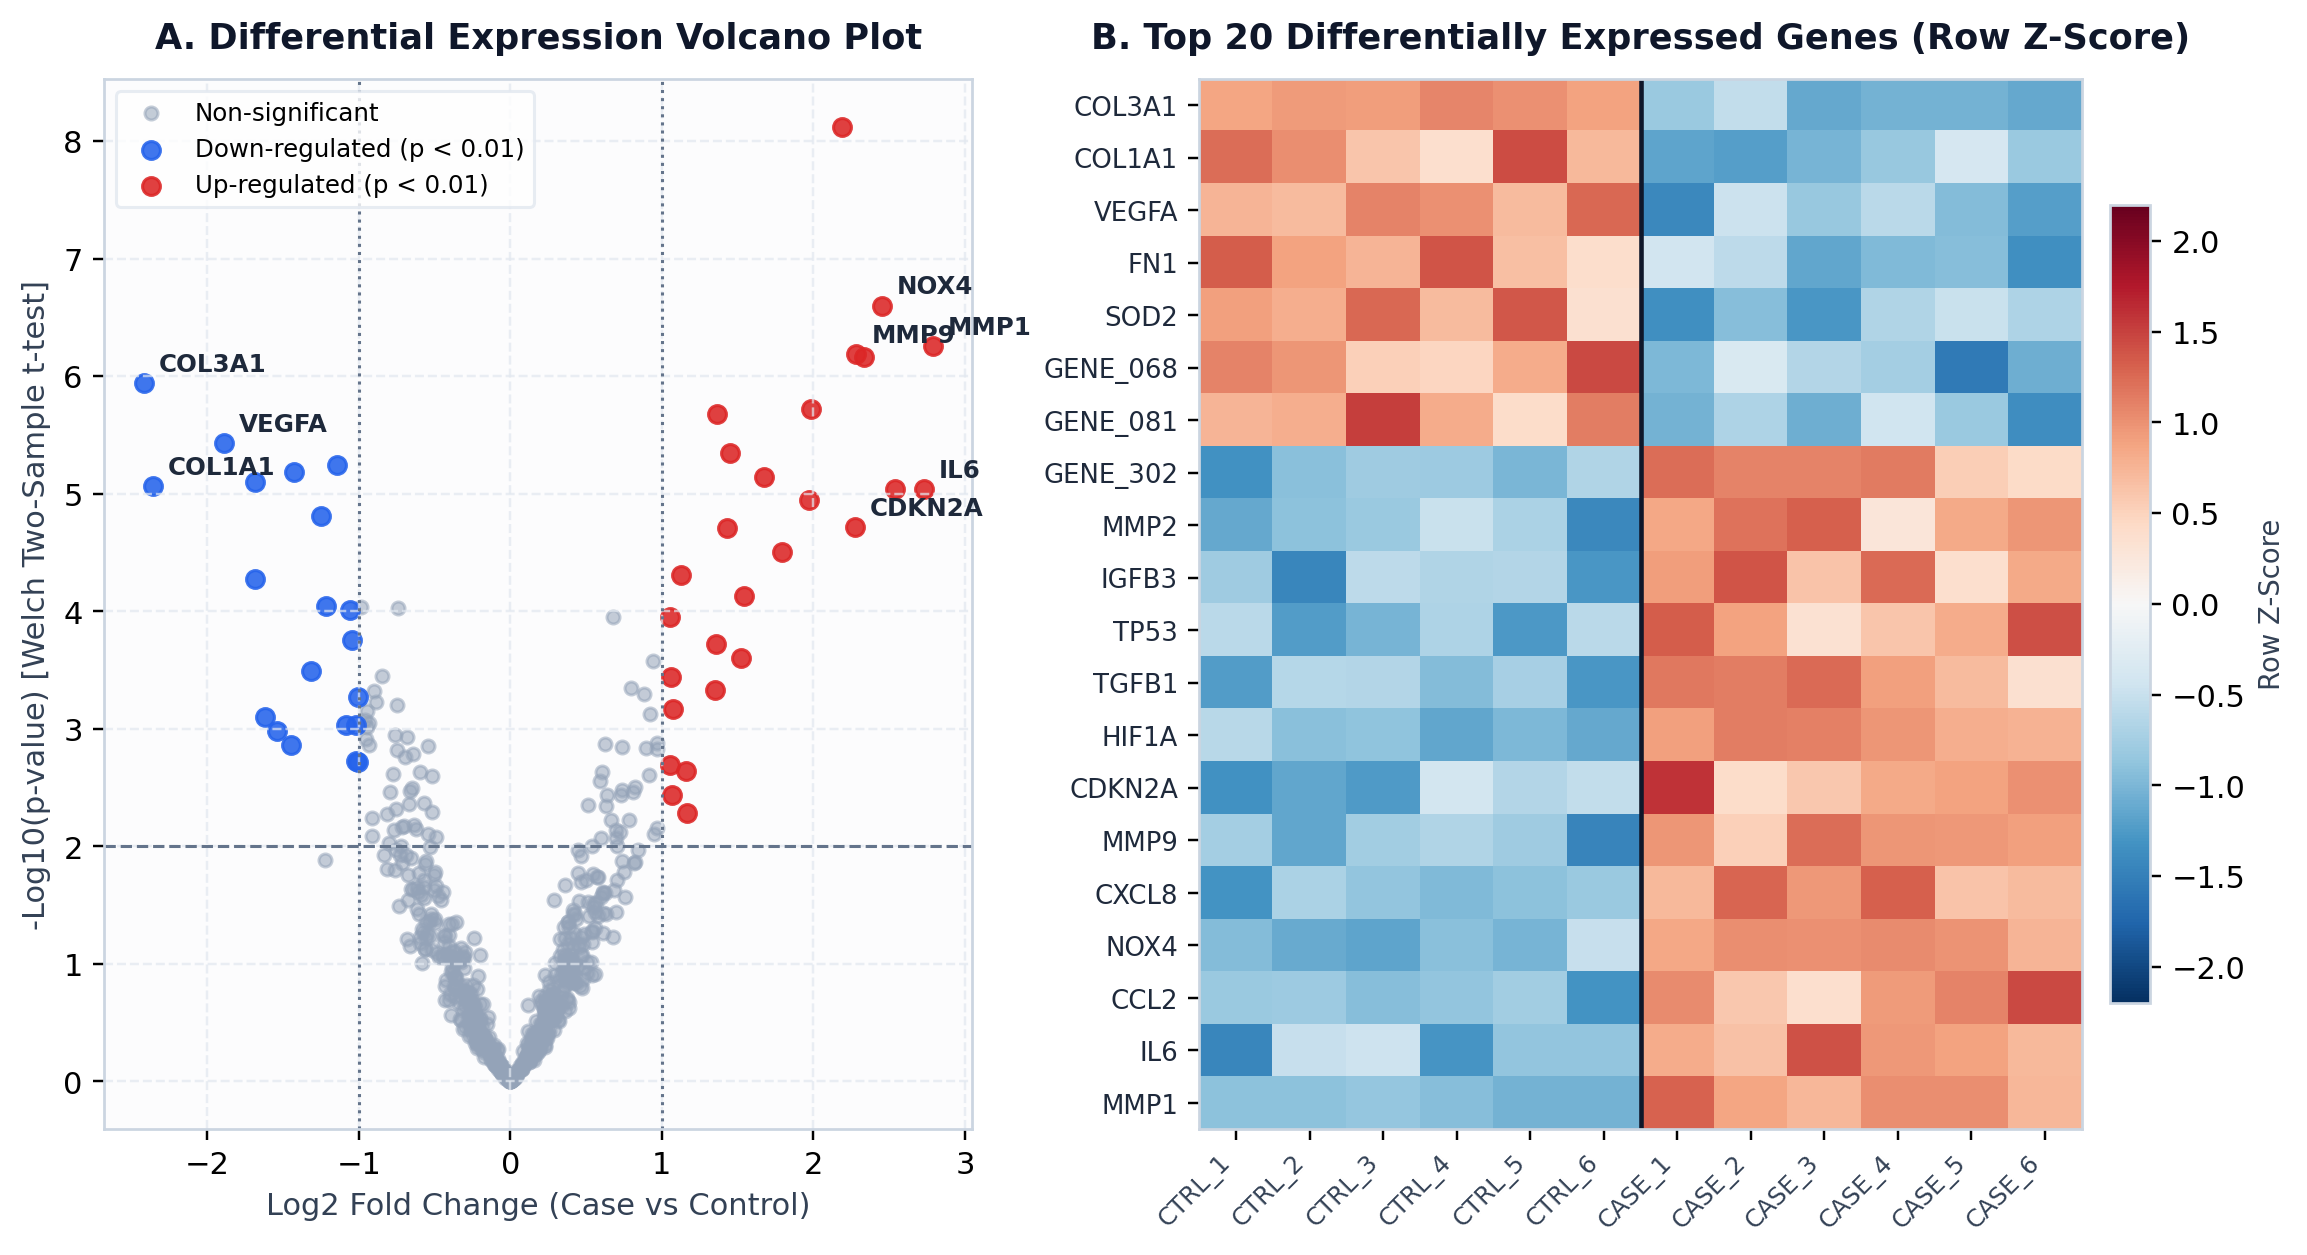 A. Differential Expression Volcano Plot
Non-significant
Down-regulated (p < 0.01)
Up-regulated (p < 0.01)
NOX4
MMP1
MMP9
COL3A1
VEGFA
COL1A1
IL6
CDKN2A
8
7
6
5
4
3
2
1
0
−2
−1
0
1
2
3
-Log10(p-value) [Welch Two-Sample t-test]
Log2 Fold Change (Case vs Control)
B. Top 20 Differentially Expressed Genes (Row Z-Score)
COL3A1
COL1A1
VEGFA
FN1
SOD2
GENE_068
GENE_081
GENE_302
MMP2
IGFB3
TP53
TGFB1
HIF1A
CDKN2A
MMP9
CXCL8
NOX4
CCL2
IL6
MMP1
CTRL_1
CTRL_2
CTRL_3
CTRL_4
CTRL_5
CTRL_6
CASE_1
CASE_2
CASE_3
CASE_4
CASE_5
CASE_6
2.0
1.5
1.0
0.5
0.0
−0.5
−1.0
−1.5
−2.0
Row Z-Score